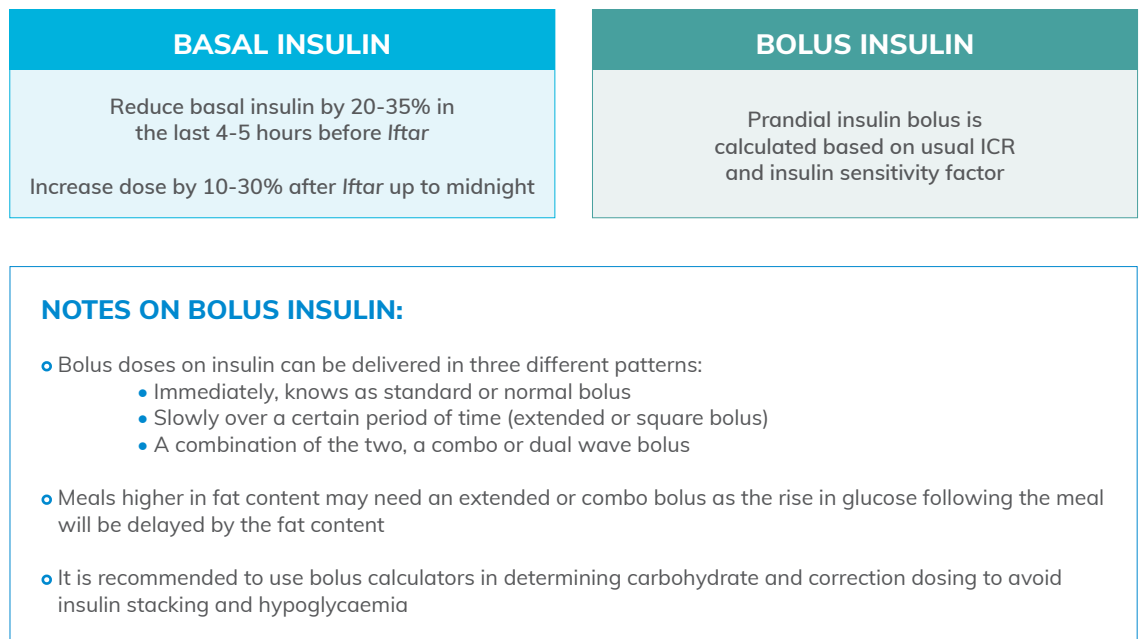 BASAL INSULIN
Reduce basal insulin by 20-35% in
the last 4-5 hours before Iftar
Increase dose by 10-30% after Iftar up to midnight
BOLUS INSULIN
Prandial insulin bolus is
calculated based on usual ICR
and insulin sensitivity factor
NOTES ON BOLUS INSULIN:
Bolus doses on insulin can be delivered in three different patterns:
• Immediately, knows as standard or normal bolus
• Slowly over a certain period of time (extended or square bolus)
• A combination of the two, a combo or dual wave bolus
Meals higher in fat content may need an extended or combo bolus as the rise in glucose following the meal
will be delayed by the fat content
It is recommended to use bolus calculators in determining carbohydrate and correction dosing to avoid
insulin stacking and hypoglycaemia